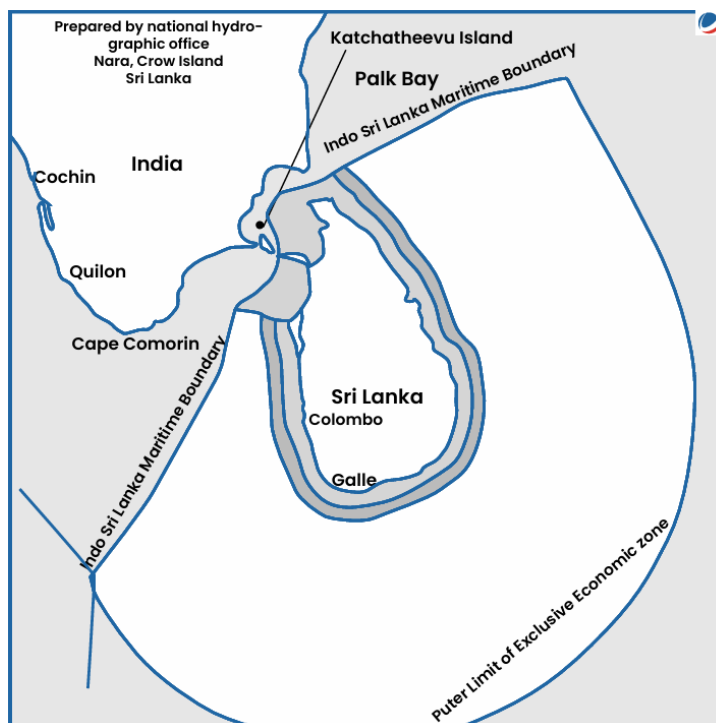 Prepared by national hydro-
graphic office
Nara, Crow Island
Sri Lanka
Katchatheevu Island
Palk Bay
Indo Sri Lanka Maritime Boundary
India
Cochin
Quilon
Cape Comorin
Indo Sri Lanka Maritime Boundary
Sri Lanka
Colombo
Galle
Puter Limit of Exclusive Economic zone